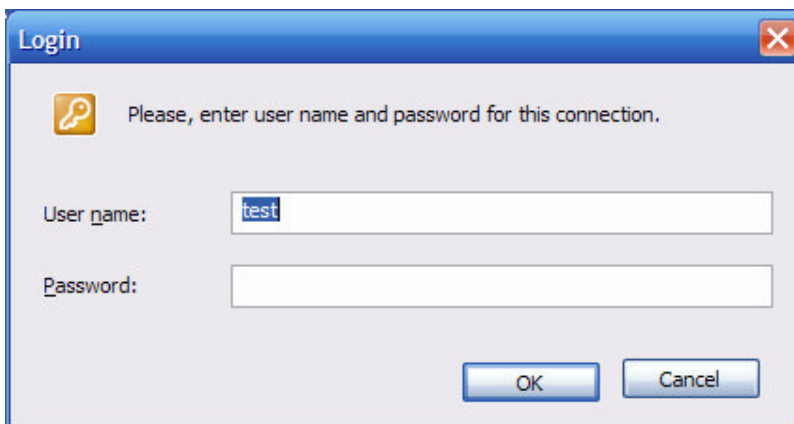 Login
Please, enter user name and password for this connection.
User name: test
Password:
OK Cancel